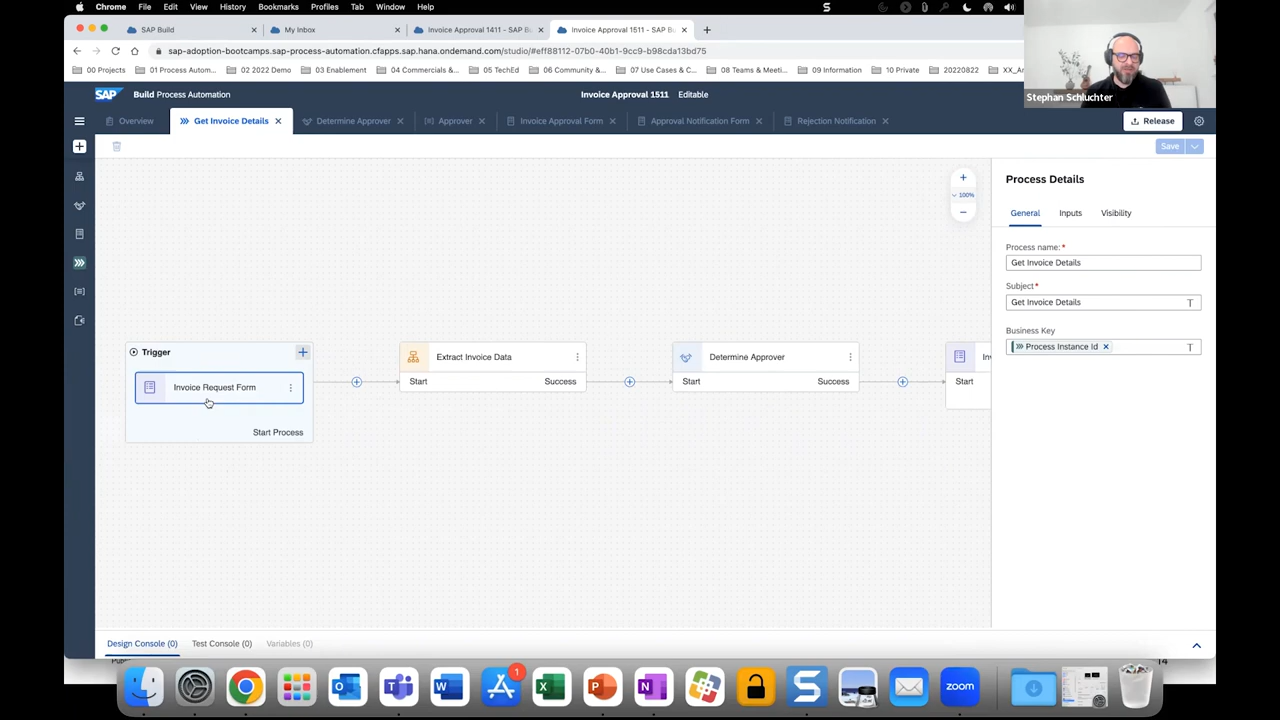 Chrome File Edit View History Bookmarks Profiles Tab Window Help
SAP Build
My Inbox
Invoice Approval 1411 - SAP B
Invoice Approval 1511 - SAP B
sap-adoption-bootcamps.sap-process-automation.cfapps.sap.hana.ondemand.com/studio/#eff88112-07b0-40b1-9cc9-b98cda13bd75
00 Projects 01 Process Autom... 02 2022 Demo 03 Enablement 04 Commercials &... 05 TechEd 06 Community &... 07 Use Cases & C... 08 Teams & Meeti... 09 Information 10 Private 20220822 XX_Ar
Stephan Schluchter
SAP Build Process Automation
Invoice Approval 1511 Editable
Overview
Get Invoice Details
Determine Approver
Approver
Invoice Approval Form
Approval Notification Form
Rejection Notification
Release
Save
Process Details
100%
General Inputs Visibility
Process name:*
Get Invoice Details
Subject*
Get Invoice Details
Business Key
Process Instance Id
Trigger
Invoice Request Form
Start Process
Extract Invoice Data
Start Success
Determine Approver
Start Success
Start
Design Console (0) Test Console (0) Variables (0)
14
1
zoom